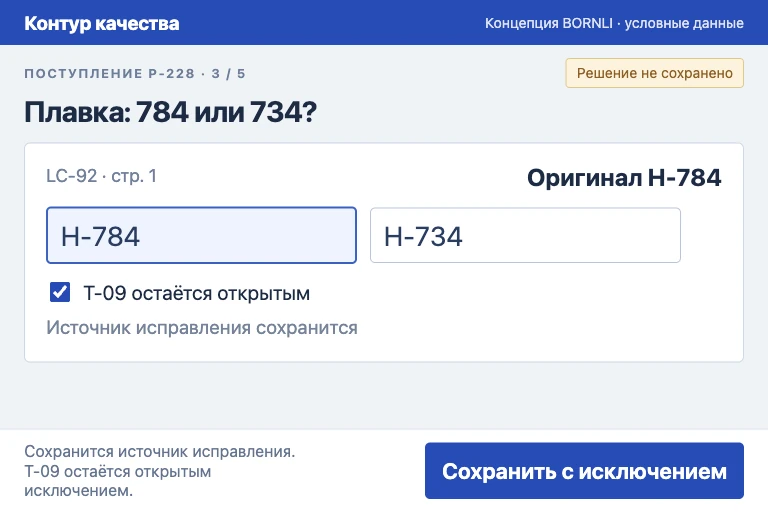 Контур качества
Концепция BORNLI · условные данные
ПОСТУПЛЕНИЕ P-228 · 3 / 5
Решение не сохранено
Плавка: 784 или 734?
LC-92 · стр. 1
Оригинал H-784
H-784
H-734
T-09 остаётся открытым
Источник исправления сохранится
Сохранится источник исправления.
T-09 остаётся открытым
исключением.
Сохранить с исключением